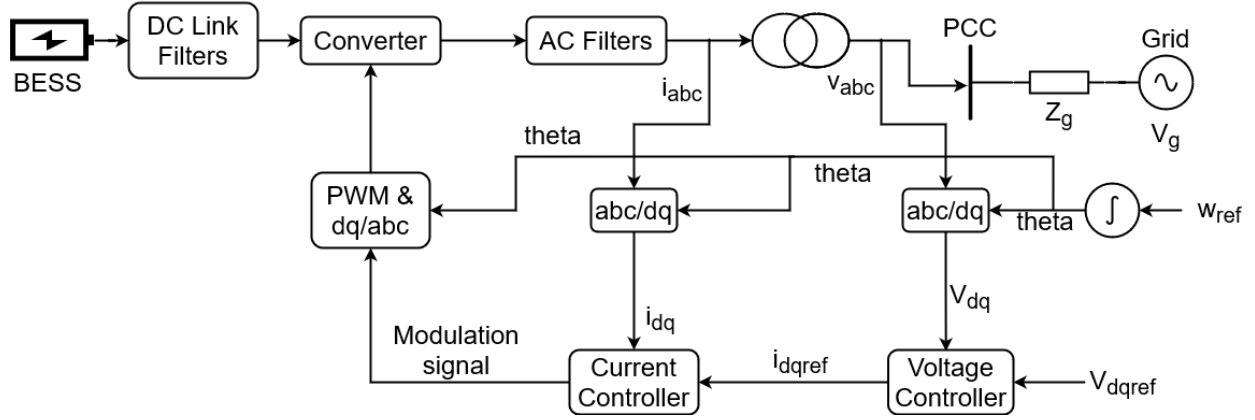 BESS
DC Link
Filters
Converter
AC Filters
PCC
Grid
i_abc
v_abc
Z_g
V_g
theta
theta
PWM &
dq/abc
abc/dq
abc/dq
theta
∫
w_ref
i_dq
V_dq
Modulation
signal
Current
Controller
i_dqref
Voltage
Controller
V_dqref